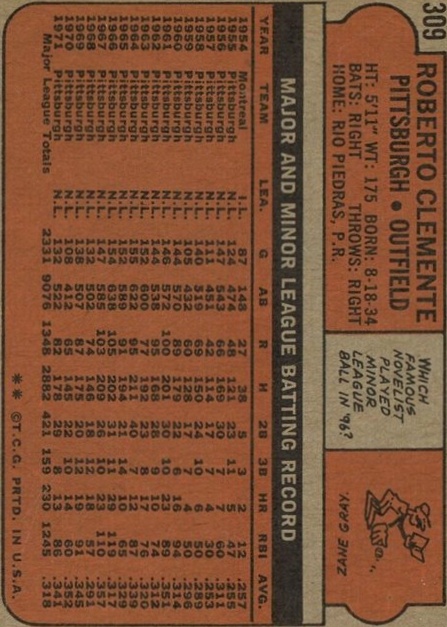 309
ROBERTO CLEMENTE
PITTSBURGH • OUTFIELD
HT: 5'11" WT: 175 BORN: 8-18-34
BATS: RIGHT THROWS: RIGHT
HOME: RIO PIEDRAS, P.R.
WHICH
FAMOUS
NOVELIST
PLAYED
MINOR
LEAGUE
BALL IN '96?
ZANE GRAY
MAJOR AND MINOR LEAGUE BATTING RECORD
YEAR TEAM LEA. G AB R H 2B 3B HR RBI AVG.
1954 Montreal I.L. 87 148 27 38 5 3 2 12 .257
1955 Pittsburgh N.L. 124 474 48 121 23 11 5 47 .255
1956 Pittsburgh N.L. 147 543 66 169 30 7 7 60 .311
1957 Pittsburgh N.L. 111 451 42 114 17 7 4 30 .253
1958 Pittsburgh N.L. 140 519 69 150 24 10 6 50 .289
1959 Pittsburgh N.L. 105 432 60 128 17 7 4 50 .296
1960 Pittsburgh N.L. 144 570 89 179 22 6 16 94 .314
1961 Pittsburgh N.L. 146 572 100 201 30 10 23 89 .351
1962 Pittsburgh N.L. 144 538 95 168 28 9 10 74 .312
1963 Pittsburgh N.L. 152 600 77 192 23 8 17 76 .320
1964 Pittsburgh N.L. 155 622 95 211 40 7 12 87 .339
1965 Pittsburgh N.L. 152 589 91 194 21 14 10 65 .329
1966 Pittsburgh N.L. 154 638 105 202 31 11 29 119 .317
1967 Pittsburgh N.L. 147 585 103 209 26 10 23 110 .357
1968 Pittsburgh N.L. 132 502 74 146 18 12 18 57 .291
1969 Pittsburgh N.L. 138 507 87 175 20 12 19 91 .345
1970 Pittsburgh N.L. 108 412 65 145 22 10 14 60 .352
1971 Pittsburgh N.L. 132 522 82 178 29 8 13 86 .341
Major League Totals 2331 9076 1348 2882 421 159 230 1245 .318
** ©T.C.G. PRTD. IN U.S.A.